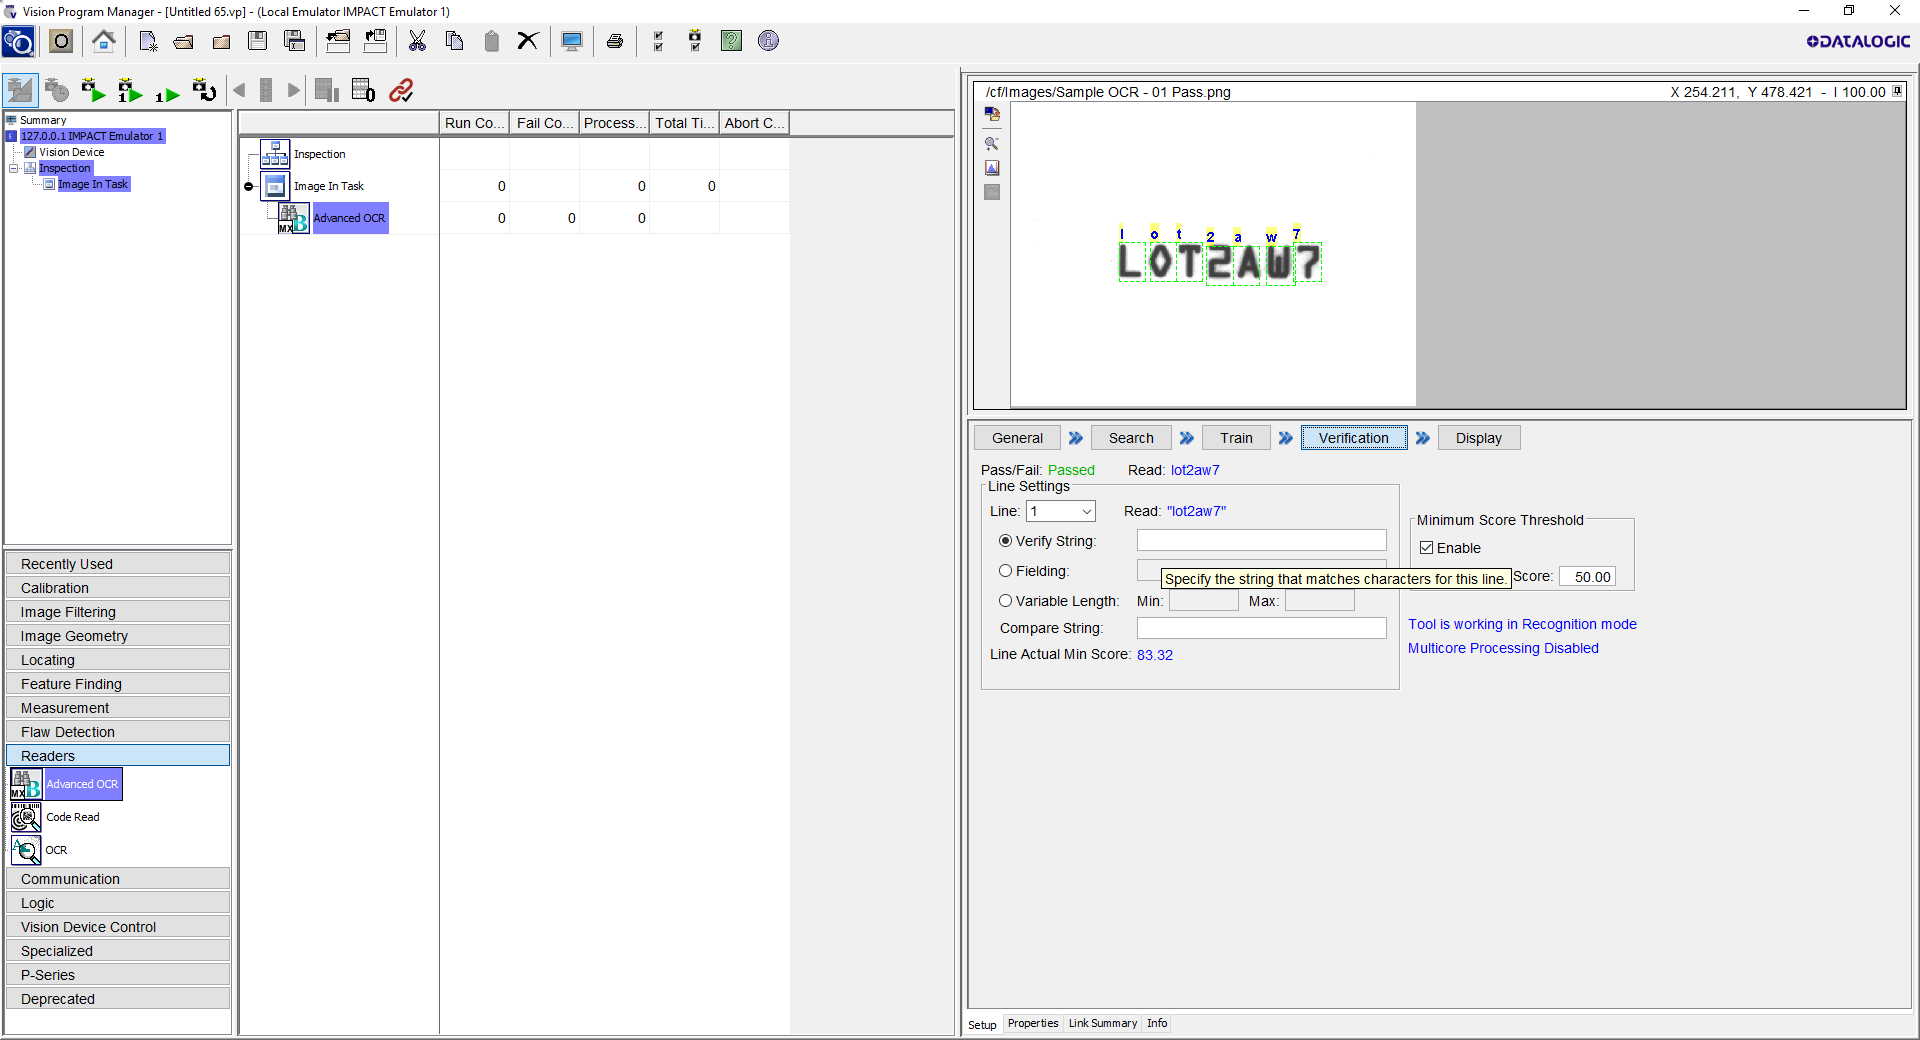 Vision Program Manager - [Untitled 65.vp] - (Local Emulator IMPACT Emulator 1)
DATALOGIC
Summary
127.0.0.1 IMPACT Emulator 1
Vision Device
Inspection
Image In Task
Run Co... Fail Co... Process... Total Ti... Abort C...
Inspection
Image In Task 0 0 0
MX B Advanced OCR 0 0 0
Recently Used
Calibration
Image Filtering
Image Geometry
Locating
Feature Finding
Measurement
Flaw Detection
Readers
MX B Advanced OCR
Code Read
OCR
Communication
Logic
Vision Device Control
Specialized
P-Series
Deprecated
/cf/Images/Sample OCR - 01 Pass.png X 254.211, Y 478.421 - I 100.00
l o t 2 a w 7
LOT2AW7
General Search Train Verification Display
Pass/Fail: Passed Read: lot2aw7
Line Settings
Line: 1 Read: "lot2aw7"
Verify String:
Fielding:
Specify the string that matches characters for this line.
Variable Length: Min: Max:
Compare String:
Line Actual Min Score: 83.32
Minimum Score Threshold
Enable
Score: 50.00
Tool is working in Recognition mode
Multicore Processing Disabled
Setup Properties Link Summary Info